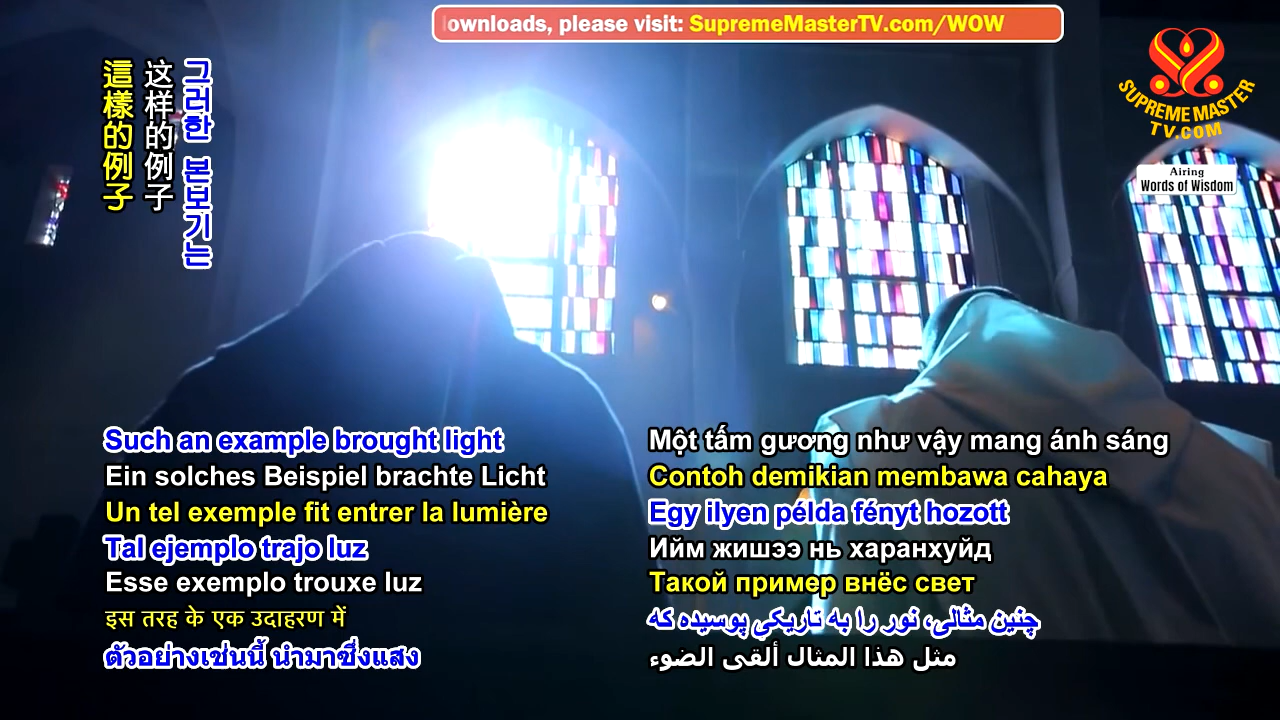 ownloads, please visit: SupremeMasterTV.com/WOW
SUPREME MASTER
TV.COM
Airing
Words of Wisdom
그러한 본보기는
这样的例子
這樣的例子
Such an example brought light
Ein solches Beispiel brachte Licht
Un tel exemple fit entrer la lumière
Tal ejemplo trajo luz
Esse exemplo trouxe luz
इस तरह के एक उदाहरण में
ตัวอย่างเช่นนี้ นำมาซึ่งแสง
Một tấm gương như vậy mang ánh sáng
Contoh demikian membawa cahaya
Egy ilyen példa fényt hozott
Ийм жишээ нь харанхуйд
Такой пример внёс свет
چنین مثالی، نور را به تاریکی پوسیده که
مثل هذا المثال ألقى الضوء